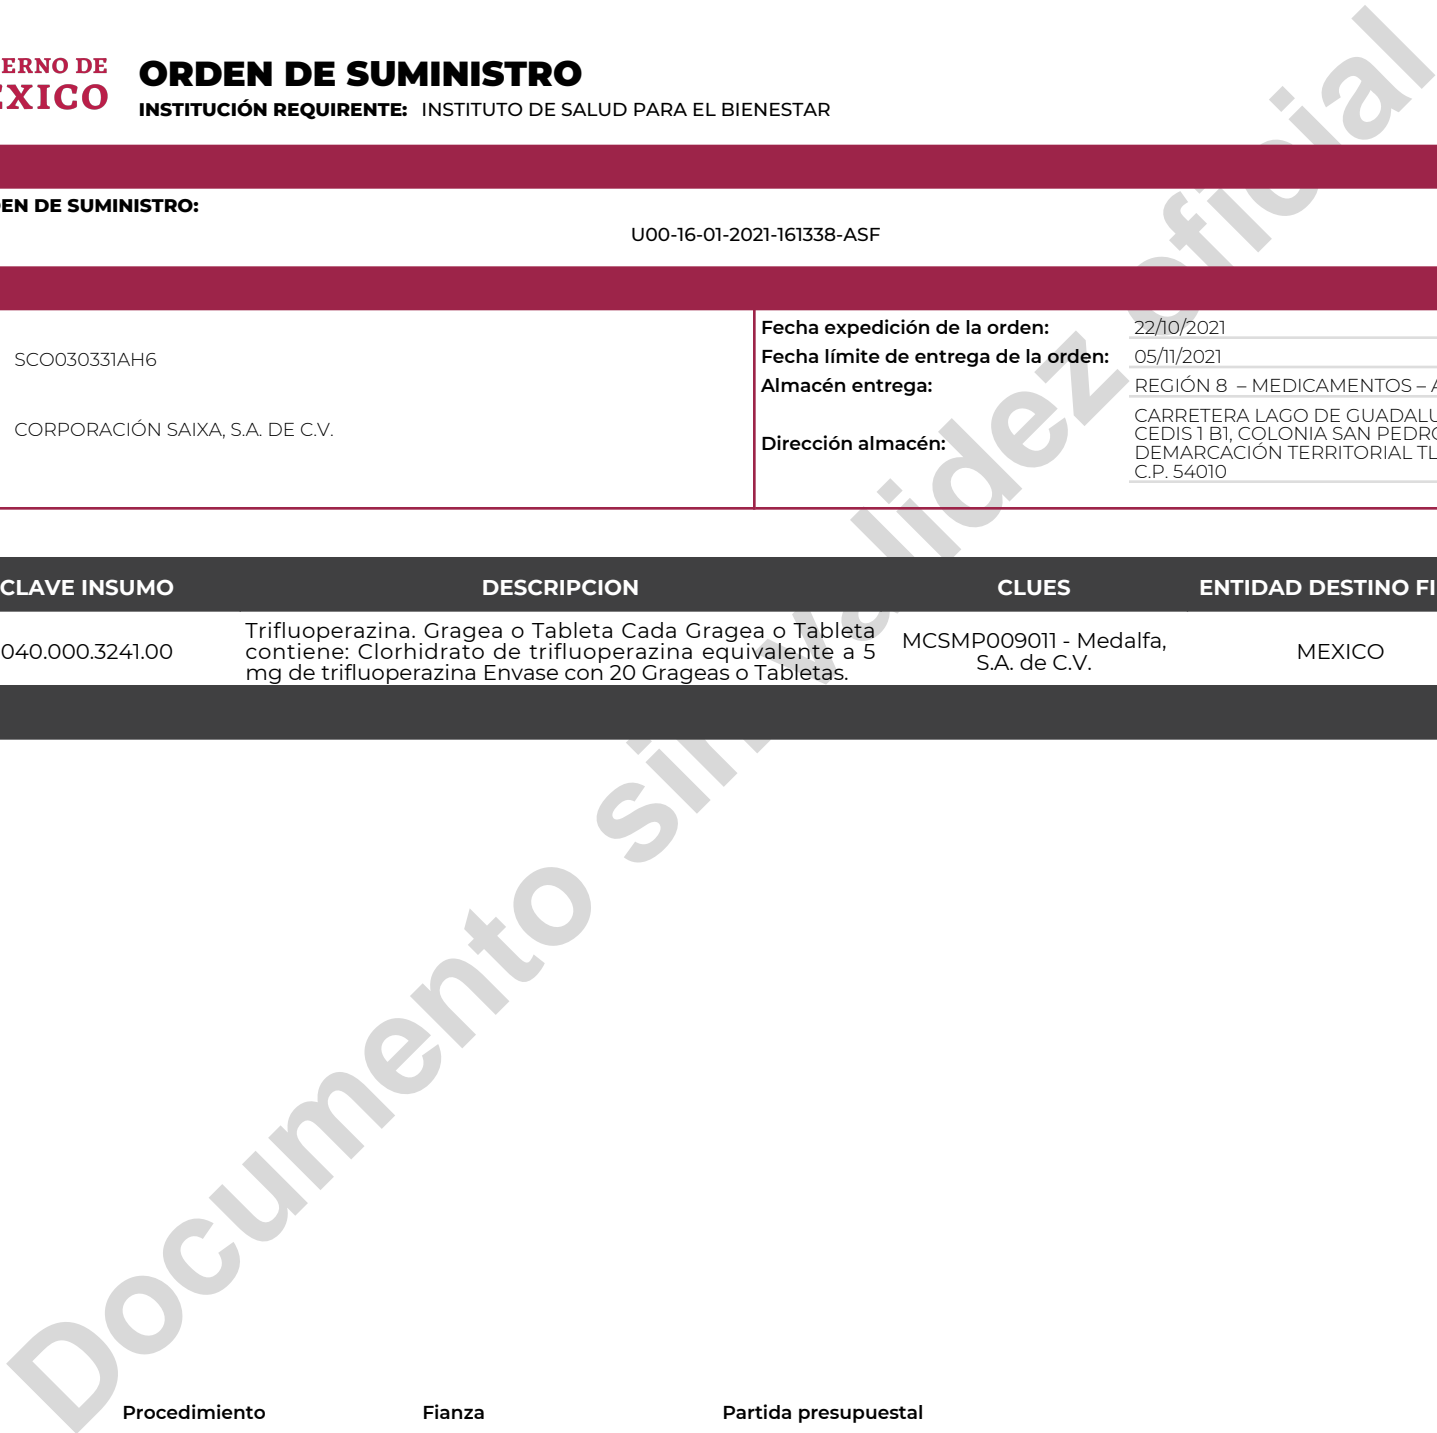 ERNO DE
EXICO
ORDEN DE SUMINISTRO
INSTITUCIÓN REQUIRENTE: INSTITUTO DE SALUD PARA EL BIENESTAR
EN DE SUMINISTRO:
U00-16-01-2021-161338-ASF
SCO030331AH6
CORPORACIÓN SAIXA, S.A. DE C.V.
Fecha expedición de la orden: 22/10/2021
Fecha límite de entrega de la orden: 05/11/2021
Almacén entrega: REGIÓN 8 – MEDICAMENTOS – A
Dirección almacén:
CARRETERA LAGO DE GUADALU
CEDIS 1 B1, COLONIA SAN PEDRO
DEMARCACIÓN TERRITORIAL TL
C.P. 54010
CLAVE INSUMO DESCRIPCION CLUES ENTIDAD DESTINO FI
040.000.3241.00
Trifluoperazina. Gragea o Tableta Cada Gragea o Tableta
contiene: Clorhidrato de trifluoperazina equivalente a 5
mg de trifluoperazina Envase con 20 Grageas o Tabletas.
MCSMP009011 - Medalfa,
S.A. de C.V.
MEXICO
Documento sin validez oficial
Procedimiento Fianza Partida presupuestal